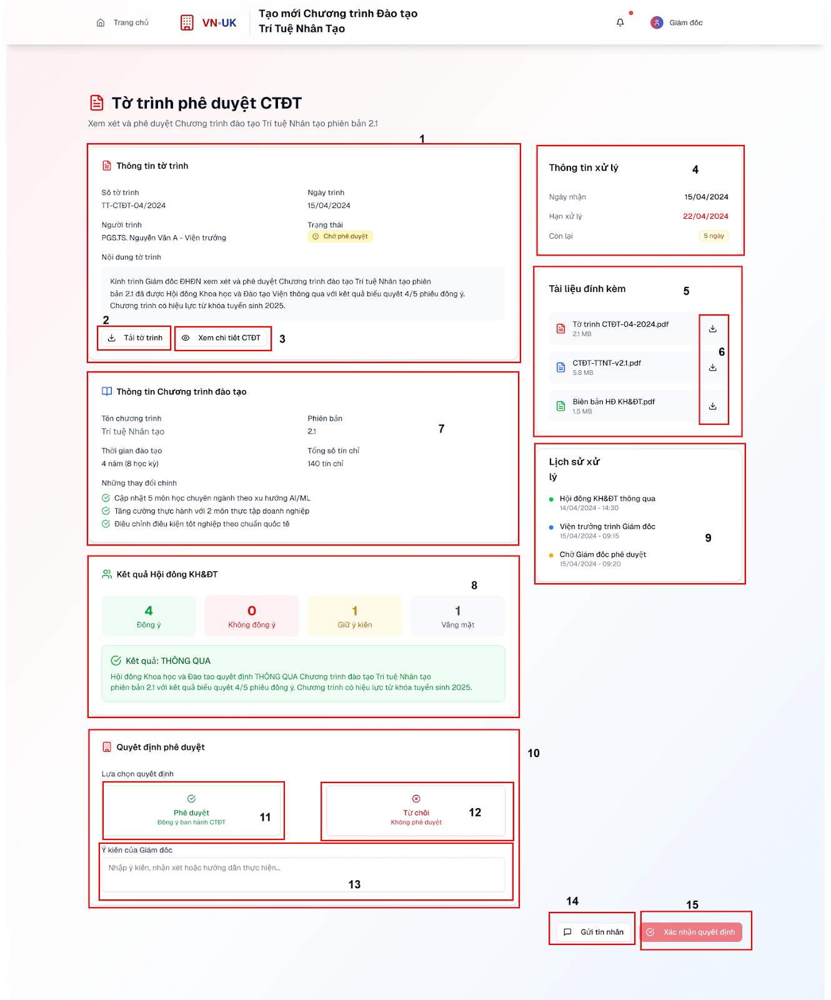 Trang chủ
VN•UK
Tạo mới Chương trình Đào tạo
Trí Tuệ Nhân Tạo
Giám đốc
Tờ trình phê duyệt CTĐT
Xem xét và phê duyệt Chương trình đào tạo Trí tuệ Nhân tạo phiên bản 2.1
1
Thông tin tờ trình
Số tờ trình
Ngày trình
TT-CTĐT-04/2024
15/04/2024
Người trình
Trạng thái
PGS.TS. Nguyễn Văn A - Viện trưởng
Chờ phê duyệt
Nội dung tờ trình
Kính trình Giám đốc ĐHĐN xem xét và phê duyệt Chương trình đào tạo Trí tuệ Nhân tạo phiên
bản 2.1 đã được Hội đồng Khoa học và Đào tạo Viện thông qua với kết quả biểu quyết 4/5 phiếu đồng ý.
Chương trình có hiệu lực từ khóa tuyển sinh 2025.
2
Tải tờ trình
Xem chi tiết CTĐT
3
Thông tin xử lý
4
Ngày nhận
15/04/2024
Hạn xử lý
22/04/2024
Còn lại
5 ngày
Tài liệu đính kèm
5
Tờ trình CTĐT-04-2024.pdf
2.1 MB
6
CTĐT-TTNT-v2.1.pdf
5.8 MB
Biên bản HĐ KH&ĐT.pdf
1.5 MB
Thông tin Chương trình đào tạo
Tên chương trình
Phiên bản
7
Trí tuệ Nhân tạo
2.1
Thời gian đào tạo
Tổng số tín chỉ
4 năm (8 học kỳ)
140 tín chỉ
Những thay đổi chính
Cập nhật 5 môn học chuyên ngành theo xu hướng AI/ML
Tăng cường thực hành với 2 môn thực tập doanh nghiệp
Điều chỉnh điều kiện tốt nghiệp theo chuẩn quốc tế
Lịch sử xử
lý
Hội đồng KH&ĐT thông qua
14/04/2024 - 14:30
Viện trưởng trình Giám đốc
15/04/2024 - 09:15
9
Chờ Giám đốc phê duyệt
15/04/2024 - 09:20
Kết quả Hội đồng KH&ĐT
8
4
0
1
1
Đồng ý
Không đồng ý
Giữ ý kiến
Vắng mặt
Kết quả: THÔNG QUA
Hội đồng Khoa học và Đào tao quyết định THÔNG QUA Chương trình đào tạo Trí tuệ Nhân tạo
phiên bản 2.1 với kết quả biểu quyết 4/5 phiếu đồng ý. Chương trình có hiệu lực từ khóa tuyển sinh 2025.
Quyết định phê duyệt
10
Lựa chọn quyết định
Phê duyệt
Đồng ý ban hành CTĐT
11
Từ chối
Không phê duyệt
12
Ý kiến của Giám đốc
Nhập ý kiến, nhận xét hoặc hướng dẫn thực hiện...
13
14
15
Gửi tin nhắn
Xác nhận quyết định